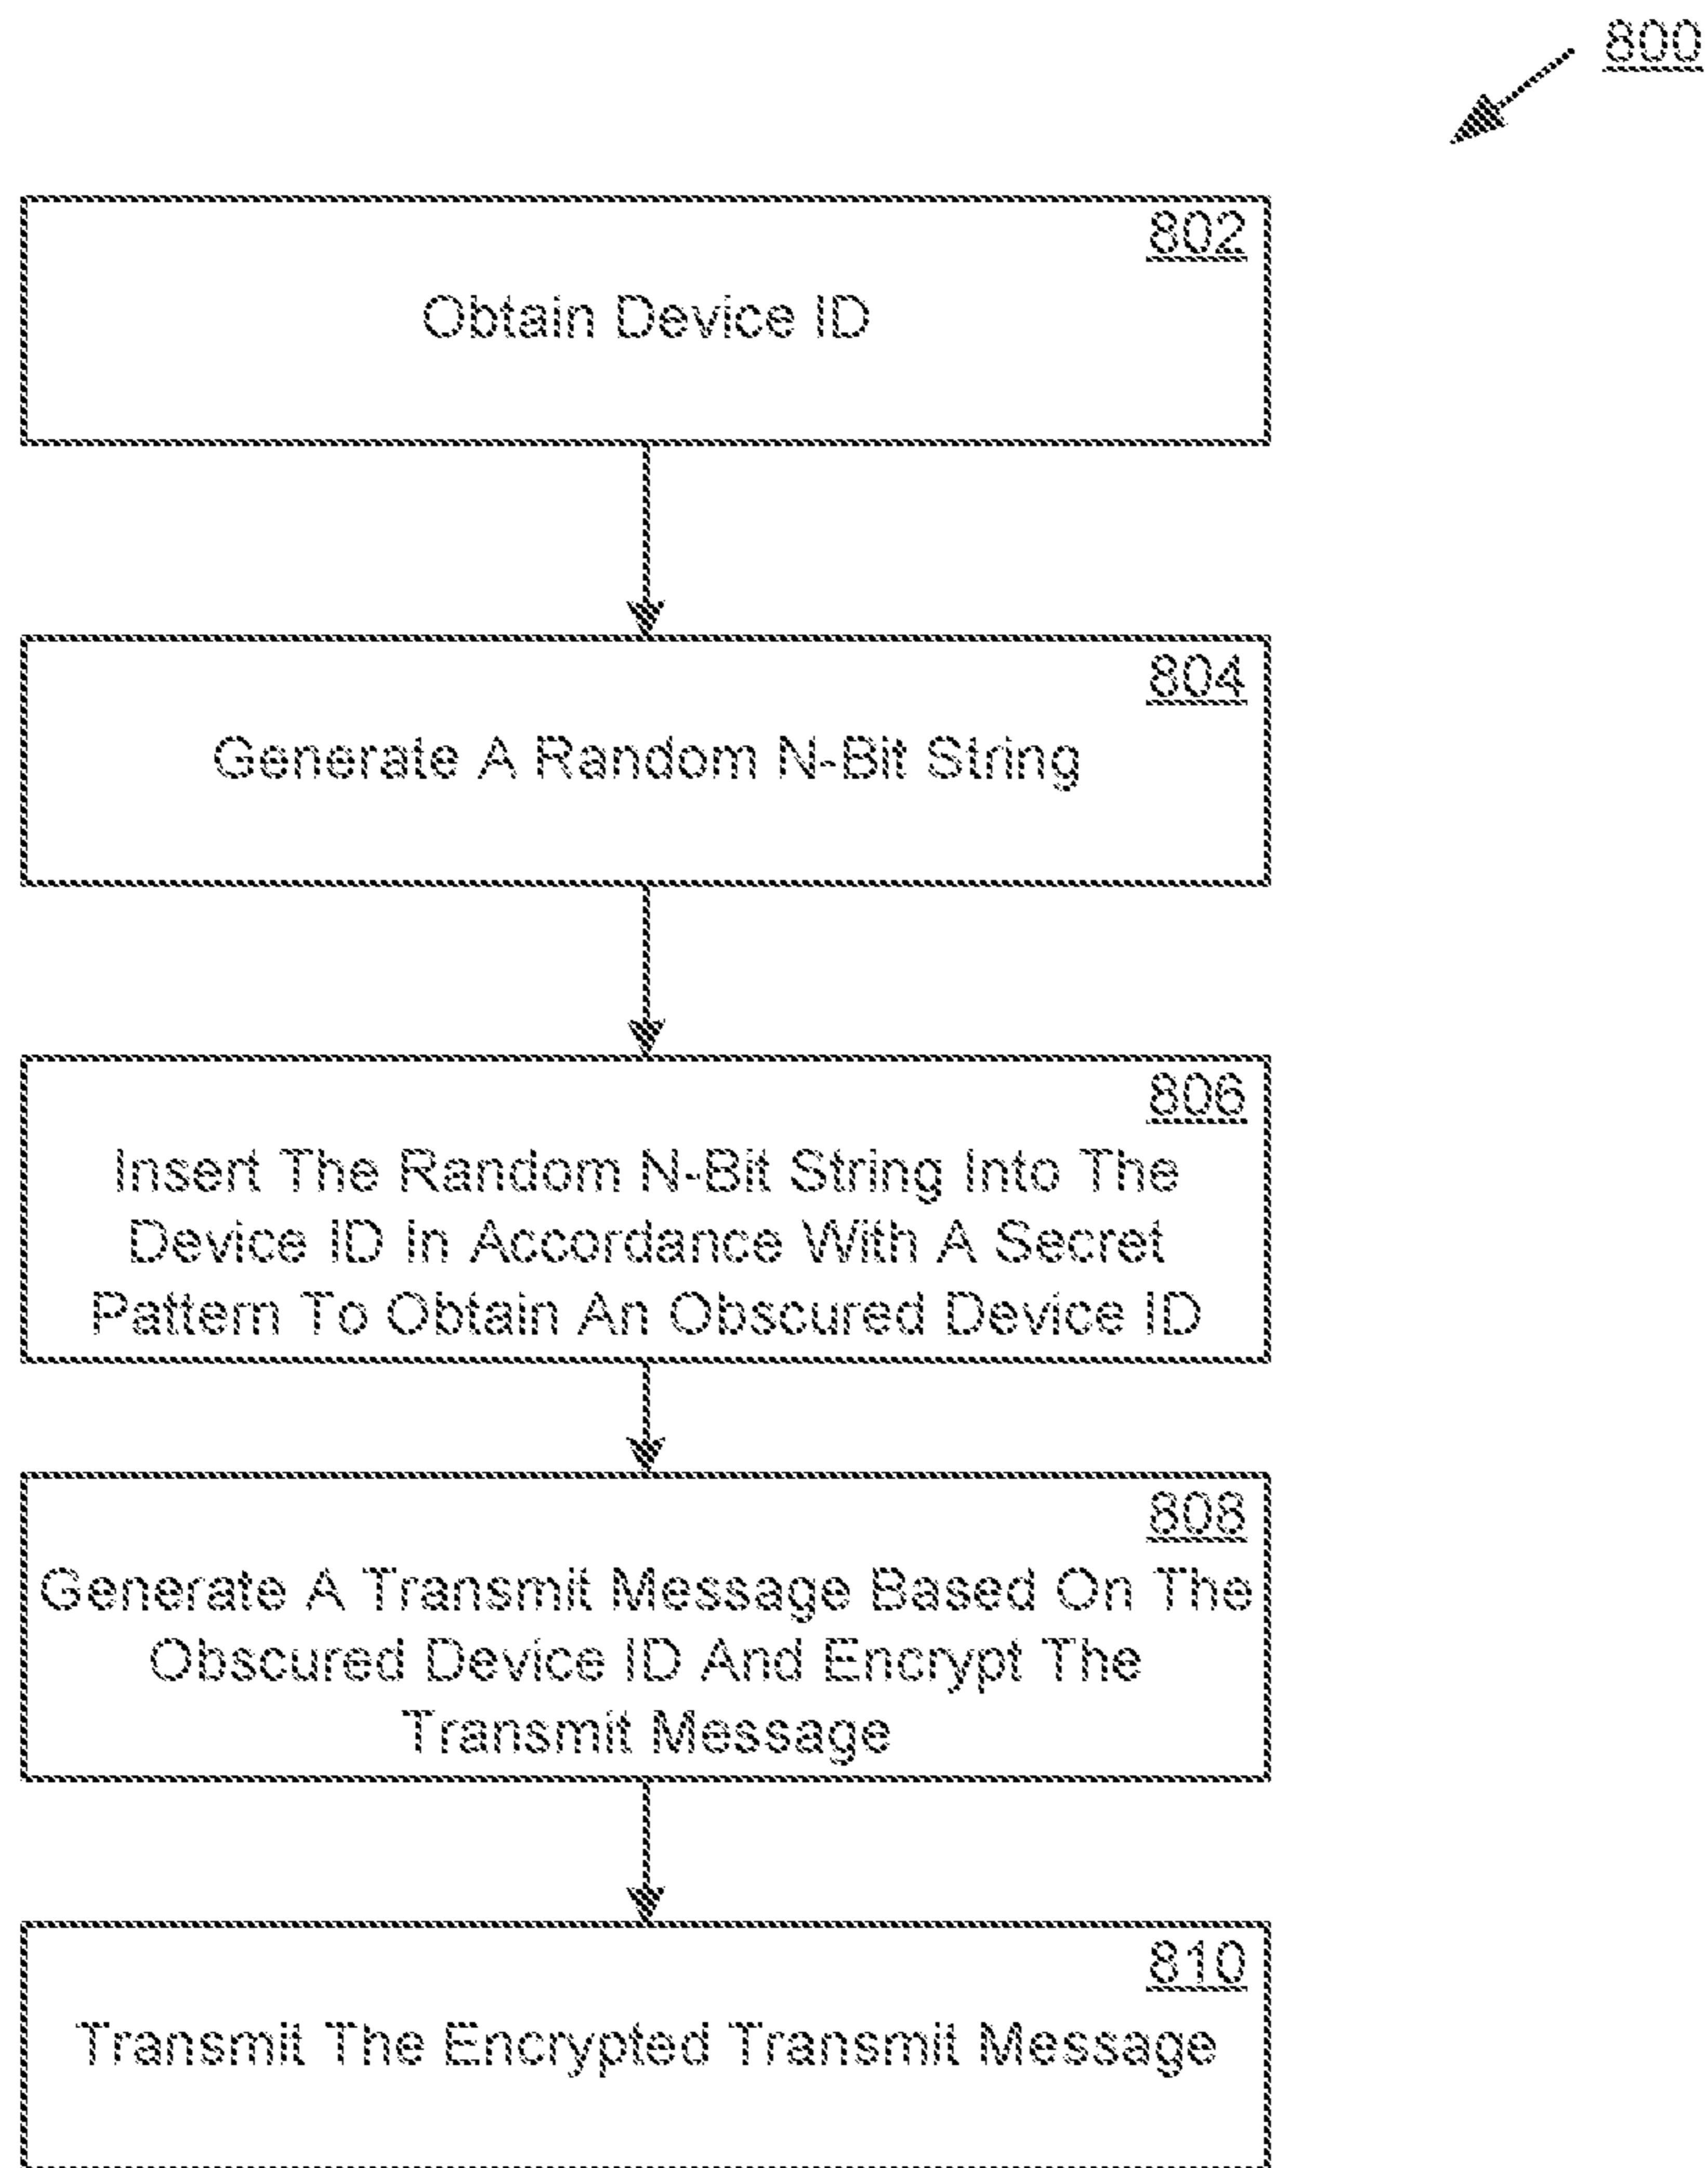 800
802
Obtain Device ID
804
Generate A Random N-Bit String
806
Insert The Random N-Bit String Into The
Device ID In Accordance With A Secret
Pattern To Obtain An Obscured Device ID
808
Generate A Transmit Message Based On The
Obscured Device ID And Encrypt The
Transmit Message
810
Transmit The Encrypted Transmit Message